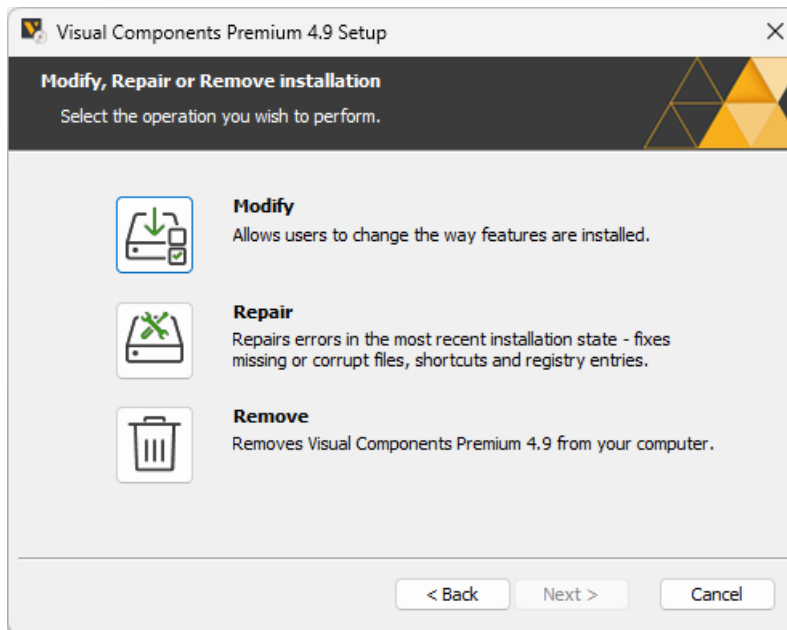 Visual Components Premium 4.9 Setup
Modify, Repair or Remove installation
Select the operation you wish to perform.
Modify
Allows users to change the way features are installed.
Repair
Repairs errors in the most recent installation state - fixes
missing or corrupt files, shortcuts and registry entries.
Remove
Removes Visual Components Premium 4.9 from your computer.
< Back
Next >
Cancel